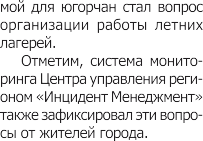 мой для югорчан стал вопрос
организации работы летних
лагерей.
Отметим, система монито-
ринга Центра управления реги-
оном «Инцидент Менеджмент»
также зафиксировал эти вопро-
сы от жителей города.